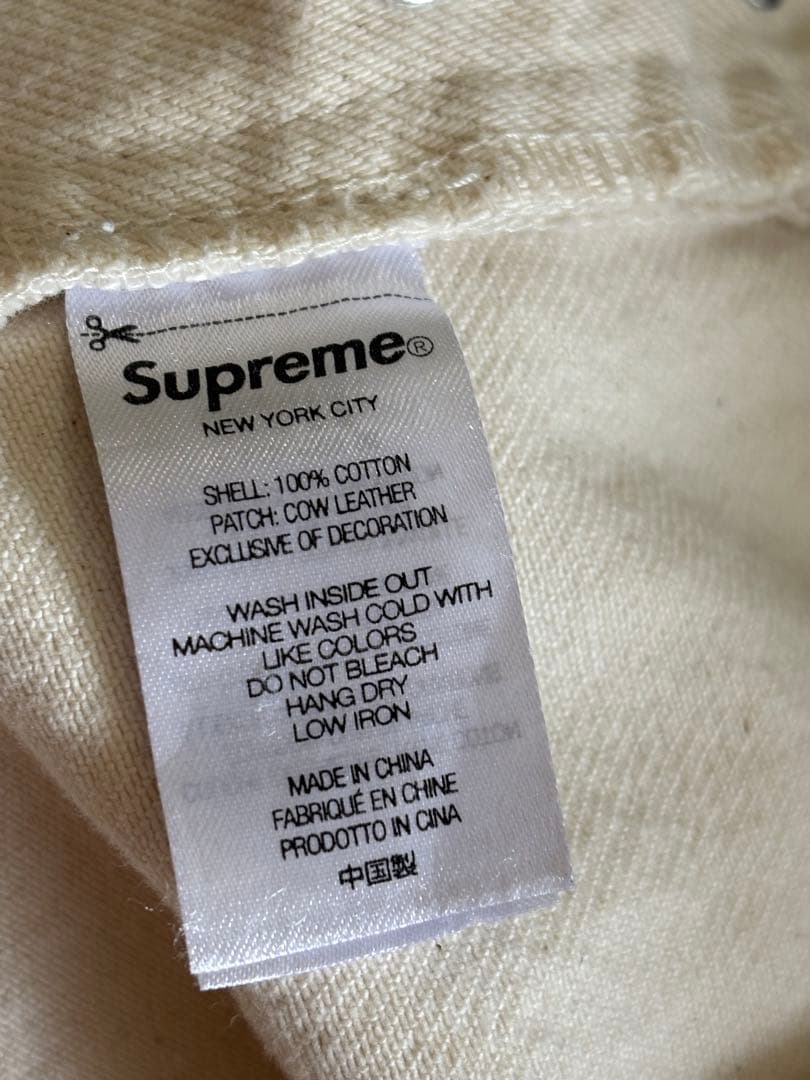 Supreme®
NEW YORK CITY
SHELL: 100% COTTON
PATCH: COW LEATHER
EXCLUSIVE OF DECORATION
WASH INSIDE OUT
MACHINE WASH COLD WITH
LIKE COLORS
DO NOT BLEACH
HANG DRY
LOW IRON
MADE IN CHINA
FABRIQUÉ EN CHINE
PRODOTTO IN CINA
中国製